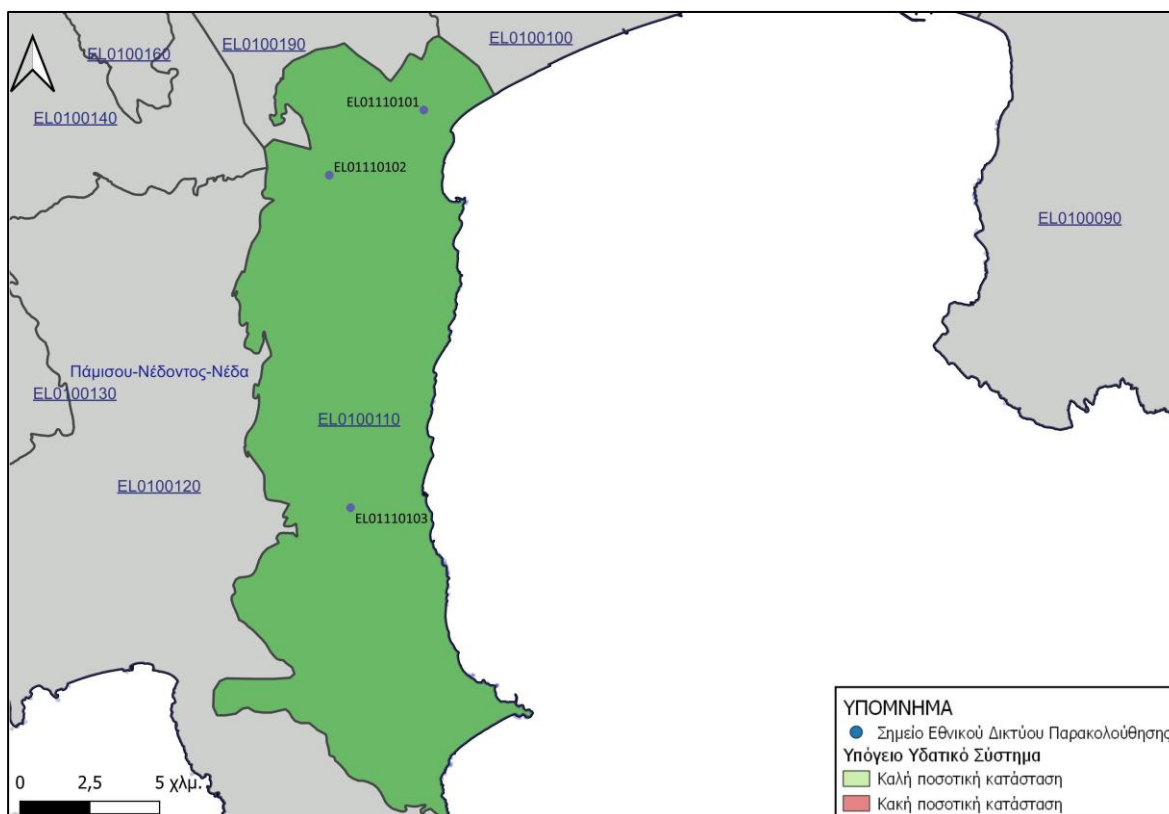 EL0100160
EL0100190
EL0100100
EL0100140
EL01110101
EL01110102
EL0100090
Πάμισου-Νέδοντος-Νέδα
EL0100130
EL0100110
EL0100120
EL01110103
0 2,5 5 χλμ.
ΥΠΟΜΝΗΜΑ
Σημείο Εθνικού Δικτύου Παρακολούθησης
Υπόγειο Υδατικό Σύστημα
Καλή ποσοτική κατάσταση
Κακή ποσοτική κατάσταση